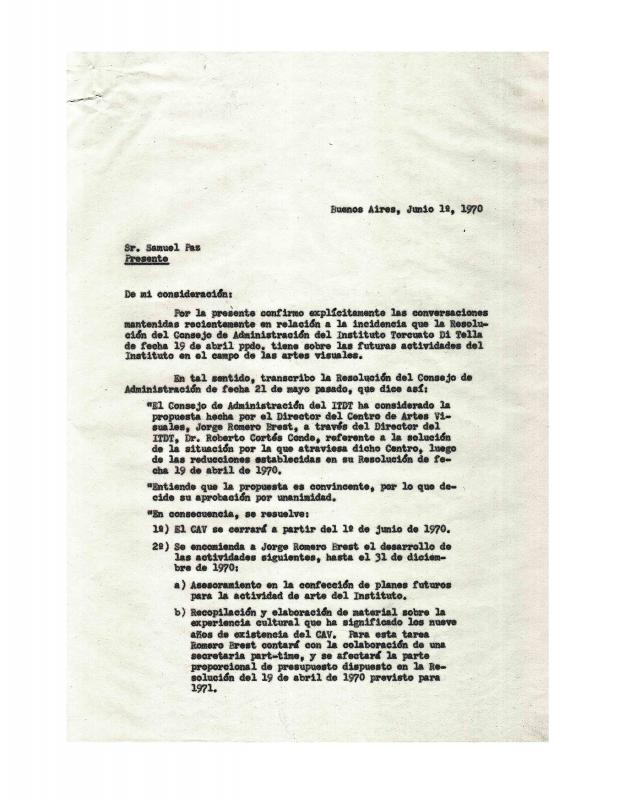 Buenos Aires, Junio 1º, 1970
Sr. Samuel Paz
Presente
De mi consideración:
Por la presente confirmo explícitamente las conversaciones
mantenidas recientemente en relación a la incidencia que la Resolu-
ción del Consejo de Administración del Instituto Torcuato Di Tella
de fecha 19 de abril ppdo. tiene sobre las futuras actividades del
Instituto en el campo de las artes visuales.
En tal sentido, transcribo la Resolución del Consejo de
Administración de fecha 21 de mayo pasado, que dice así:
"El Consejo de Administración del ITDT ha considerado la
propuesta hecha por el Director del Centro de Artes Vi-
suales, Jorge Romero Brest, a través del Director del
ITDT, Dr. Roberto Cortés Conde, referente a la solución
de la situación por la que atraviesa dicho Centro, luego
de las reducciones establecidas en su Resolución de fe-
cha 19 de abril de 1970.
"Entiende que la propuesta es convincente, por lo que de-
cide su aprobación por unanimidad.
"En consecuencia, se resuelve:
1º) El CAV se cerrará a partir del 1º de junio de 1970.
2º) Se encomienda a Jorge Romero Brest el desarrollo de
las actividades siguientes, hasta el 31 de diciem-
bre de 1970:
a) Asesoramiento en la confección de planes futuros
para la actividad de arte del Instituto.
b) Recopilación y elaboración de material sobre la
experiencia cultural que ha significado los nueve
años de existencia del CAV. Para esta tarea
Romero Brest contará con la colaboración de una
secretaria part-time, y se afectará la parte
proporcional de presupuesto dispuesto en la Re-
solución del 19 de abril de 1970 previsto para
1971.